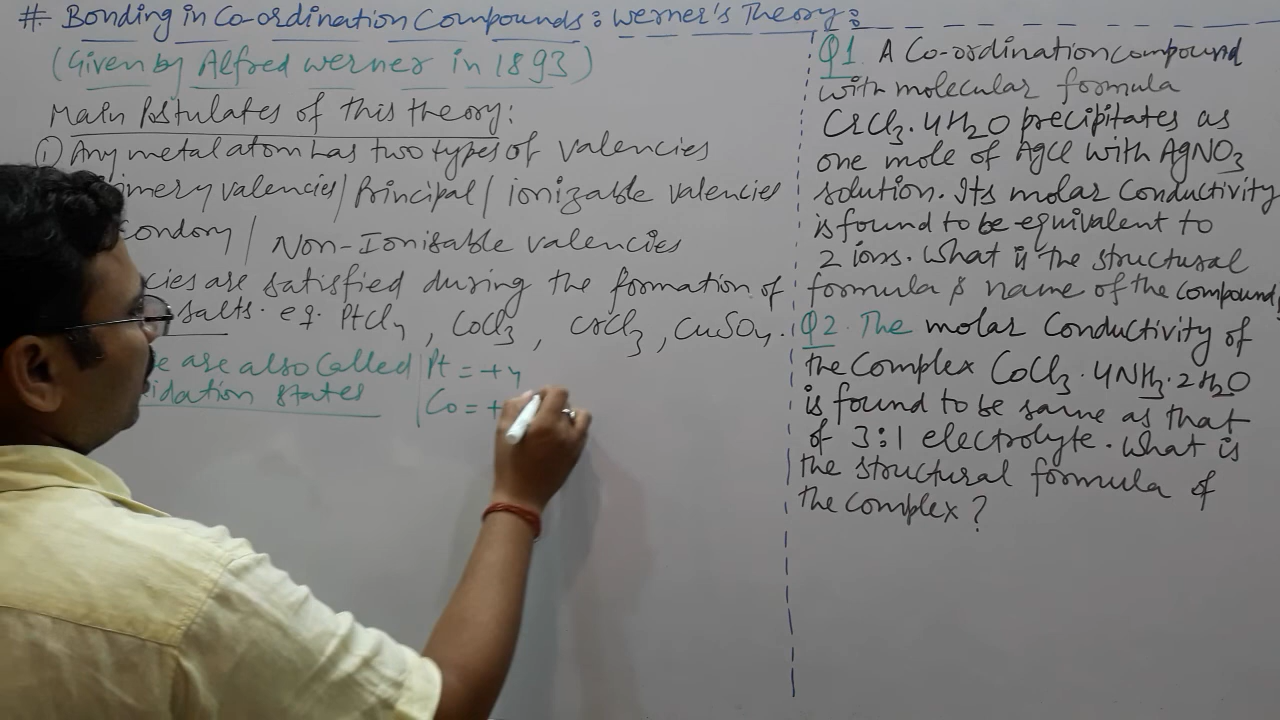 # Bonding in Co-ordination Compounds: Werner's Theory:
(Given by Alfred Werner in 1893)
Main Postulates of this theory:
① Any metal atom has two types of valencies
imery valencies/Principal/ionizable valencies
condory/Non-Ionisable valencies
cies are satisfied during the formation of
salts. eg. PtCl₄, CoCl₃, CrCl₃, CuSO₄.
e are also Called
idation states
Pt = +4
Co = +
Q1. A Co-ordination compound
with molecular formula
CrCl₃.4H₂O precipitates as
one mole of AgCl with AgNO₃
solution. Its molar Conductivity
is found to be equivalent to
2 ions. What is the structural
formula & name of the compound?
Q2. The molar Conductivity of
the Complex CoCl₃.4NH₃.2H₂O
is found to be same as that
of 3:1 electrolyte. What is
the structural formula of
the complex?